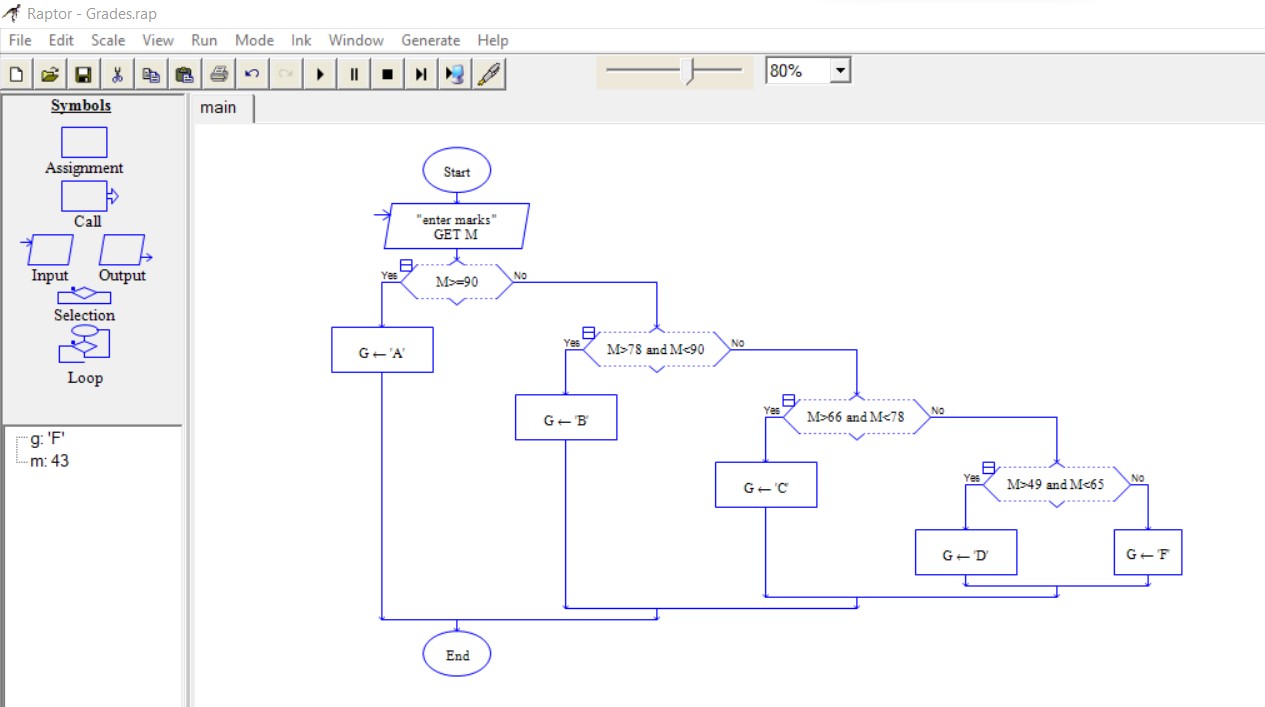 Raptor - Grades.rap
File Edit Scale View Run Mode Ink Window Generate Help
80%
Symbols
Assignment
Call
Input Output
Selection
Loop
g: 'F'
m: 43
main
Start
"enter marks"
GET M
Yes M>=90 No
G ← 'A'
Yes M>78 and M<90 No
G ← 'B'
Yes M>66 and M<78 No
G ← 'C'
Yes M>49 and M<65 No
G ← 'D' G ← 'F'
End